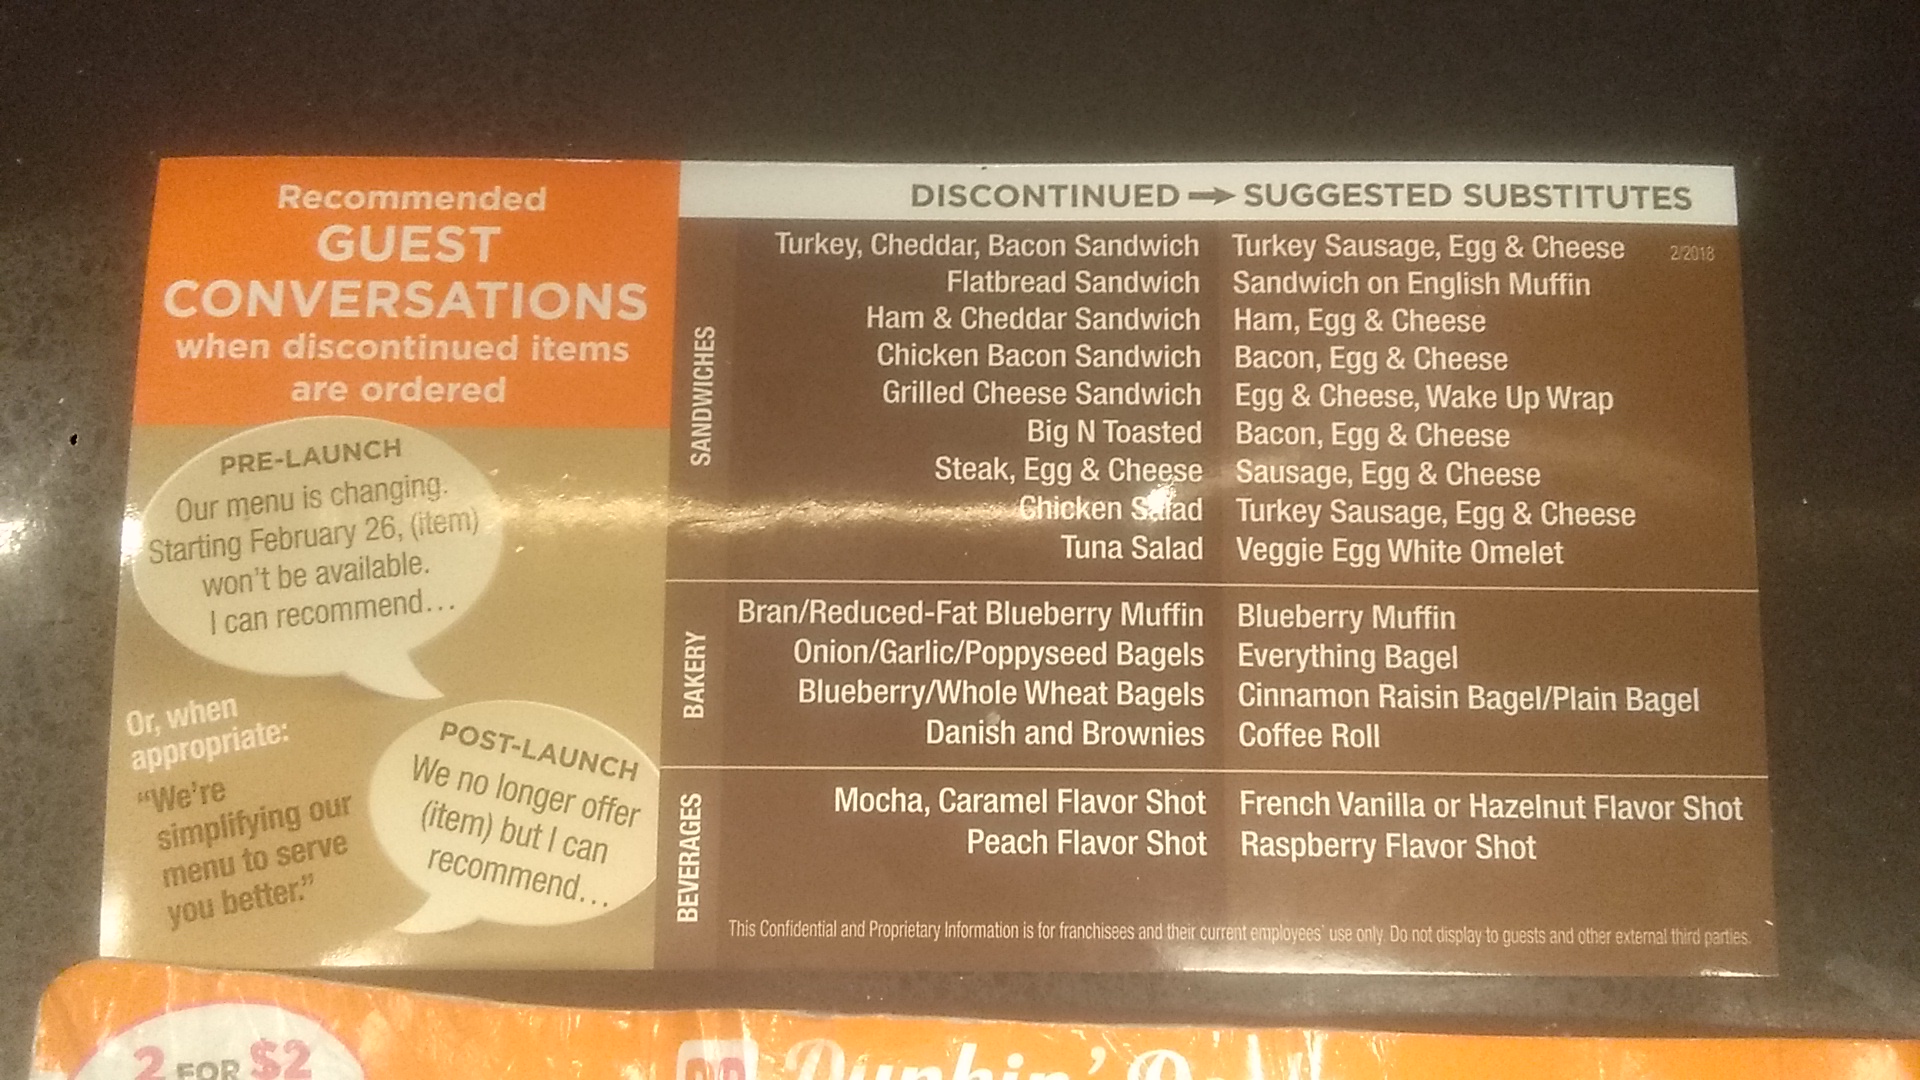 Recommended
GUEST
CONVERSATIONS
when discontinued items
are ordered
PRE-LAUNCH
Our menu is changing.
Starting February 26, (item)
won't be available.
I can recommend...
Or, when
appropriate:
"We're
simplifying our
menu to serve
you better."
POST-LAUNCH
We no longer offer
(item) but I can
recommend...
DISCONTINUED → SUGGESTED SUBSTITUTES
2/2018
SANDWICHES
Turkey, Cheddar, Bacon Sandwich Turkey Sausage, Egg & Cheese
Flatbread Sandwich Sandwich on English Muffin
Ham & Cheddar Sandwich Ham, Egg & Cheese
Chicken Bacon Sandwich Bacon, Egg & Cheese
Grilled Cheese Sandwich Egg & Cheese, Wake Up Wrap
Big N Toasted Bacon, Egg & Cheese
Steak, Egg & Cheese Sausage, Egg & Cheese
Chicken Salad Turkey Sausage, Egg & Cheese
Tuna Salad Veggie Egg White Omelet
BAKERY
Bran/Reduced-Fat Blueberry Muffin Blueberry Muffin
Onion/Garlic/Poppyseed Bagels Everything Bagel
Blueberry/Whole Wheat Bagels Cinnamon Raisin Bagel/Plain Bagel
Danish and Brownies Coffee Roll
BEVERAGES
Mocha, Caramel Flavor Shot French Vanilla or Hazelnut Flavor Shot
Peach Flavor Shot Raspberry Flavor Shot
This Confidential and Proprietary Information is for franchisees and their current employees' use only. Do not display to guests and other external third parties.
2 FOR $2
Dunkin'